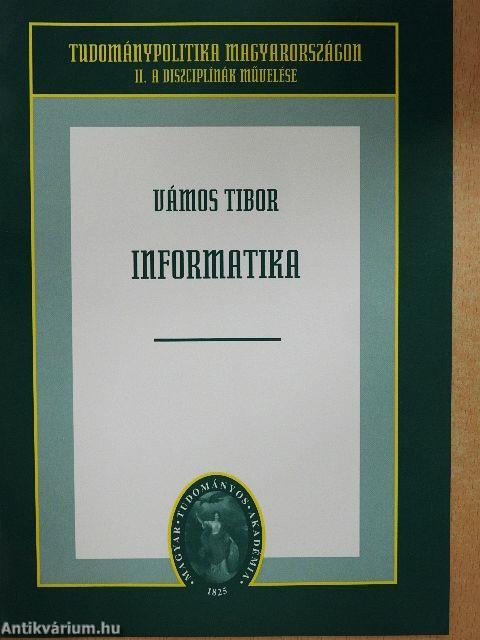 TUDOMÁNYPOLITIKA MAGYARORSZÁGON
II. A DISZCIPLÍNÁK MŰVELÉSE
VÁMOS TIBOR
INFORMATIKA
MAGYAR · TUDOMÁNYOS · AKADÉMIA ·
1825
Antikvárium.hu